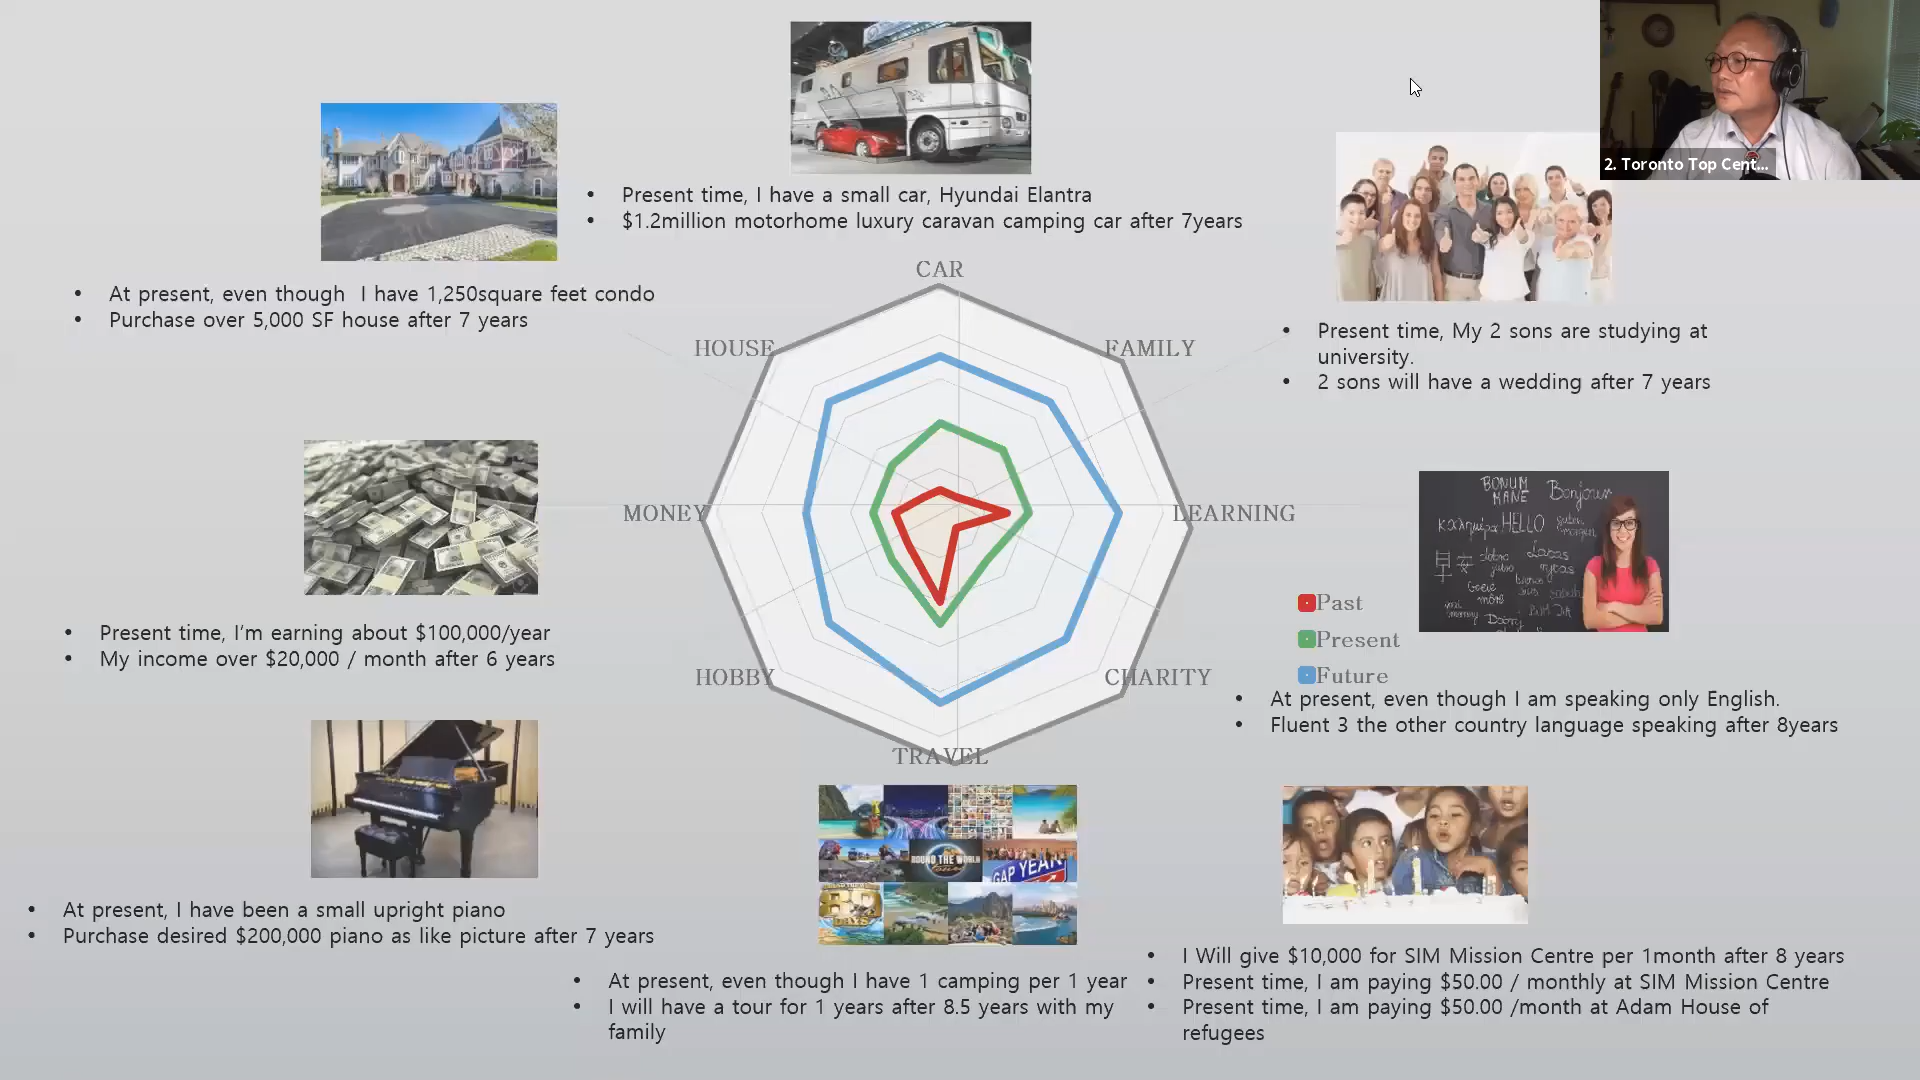 2. Toronto Top Cent...
• Present time, I have a small car, Hyundai Elantra
• $1.2million motorhome luxury caravan camping car after 7years
CAR
• At present, even though I have 1,250square feet condo
• Purchase over 5,000 SF house after 7 years
HOUSE
FAMILY
• Present time, My 2 sons are studying at
university.
• 2 sons will have a wedding after 7 years
MONEY
LEARNING
BONUM
MANE
Bonjour
καλημέρα HELLO guten
morgen
• Present time, I'm earning about $100,000/year
• My income over $20,000 / month after 6 years
Past
Present
Future
HOBBY
CHARITY
• At present, even though I am speaking only English.
• Fluent 3 the other country language speaking after 8years
TRAVEL
ROUND THE WORLD
GAP YEAR
80
DAYS
• At present, I have been a small upright piano
• Purchase desired $200,000 piano as like picture after 7 years
• At present, even though I have 1 camping per 1 year
• I will have a tour for 1 years after 8.5 years with my
family
• I Will give $10,000 for SIM Mission Centre per 1month after 8 years
• Present time, I am paying $50.00 / monthly at SIM Mission Centre
• Present time, I am paying $50.00 /month at Adam House of
refugees